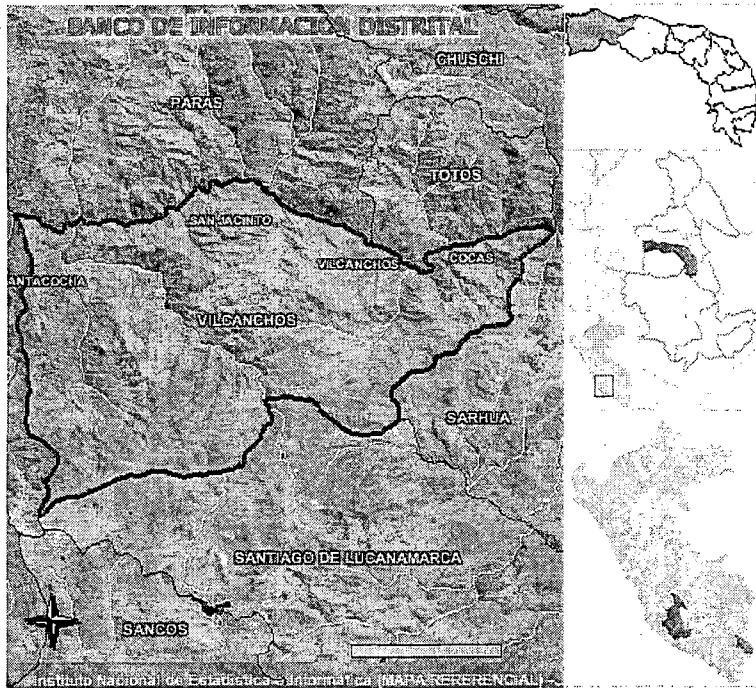 BANCO DE INFORMACION DISTRITAL
CHUSCHI
PARAS
TOTOS
SAN JACINTO
VILCANCHOS
COCAS
ANTACOCHA
VILCANCHOS
SARHUA
SANTIAGO DE LUCANAMARCA
SANCOS
Instituto Nacional de Estadística e Informática (MAPA REFERENCIAL)